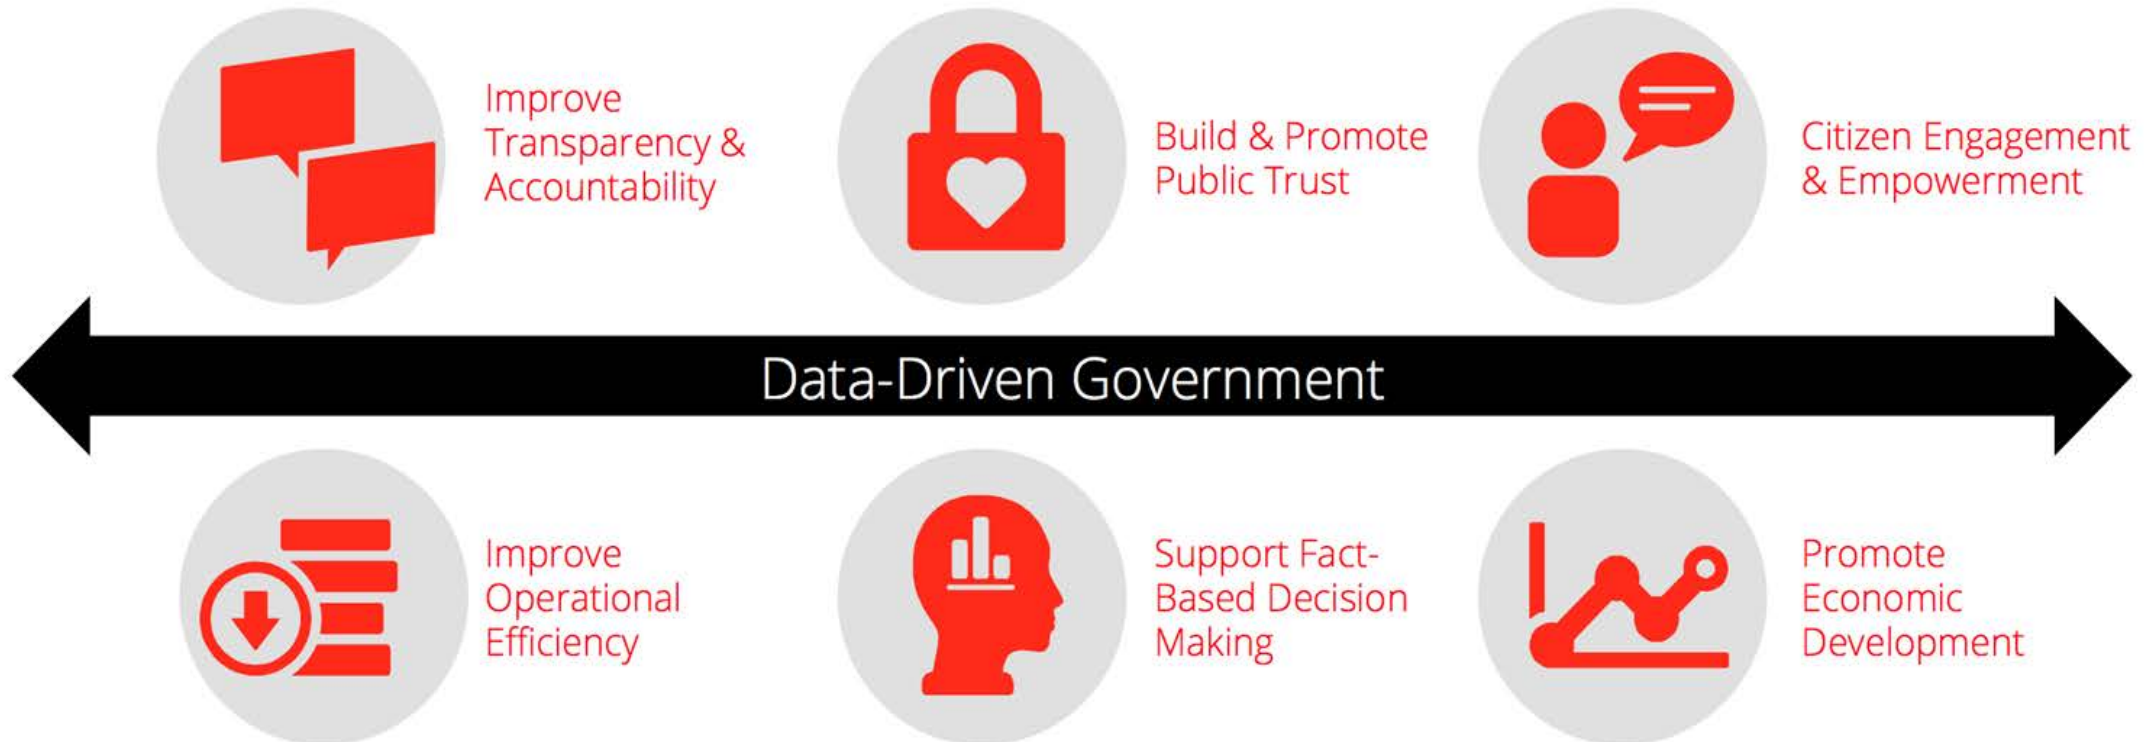 Improve
Transparency &
Accountability
Build & Promote
Public Trust
Citizen Engagement
& Empowerment
Data-Driven Government
Improve
Operational
Efficiency
Support Fact-
Based Decision
Making
Promote
Economic
Development